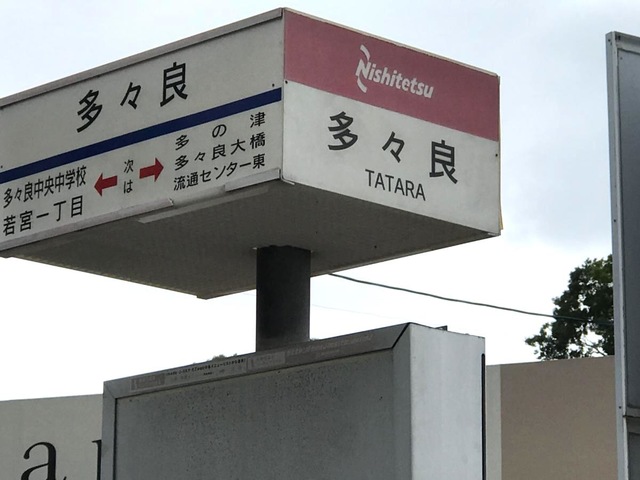 多々良
多々良中央中学校
若宮一丁目
次は
多の津
多々良大橋
流通センター東
Nishitetsu
多々良
TATARA
a